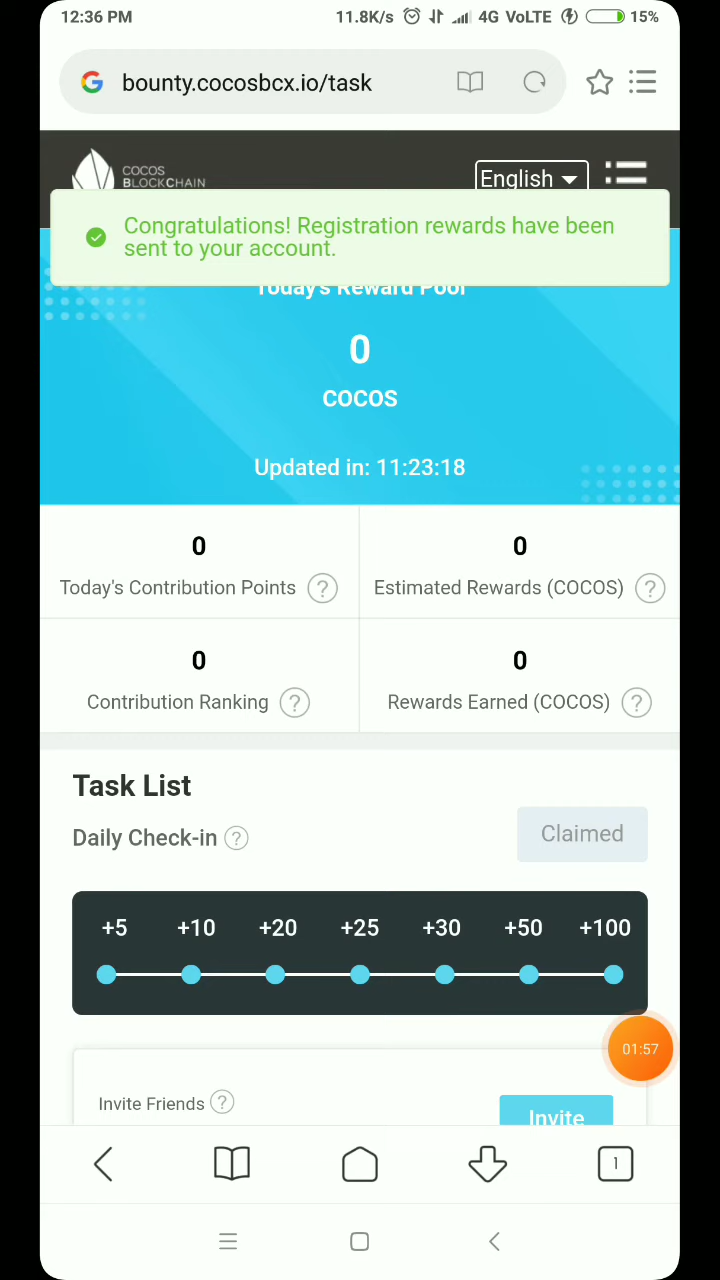 12:36 PM 11.8K/s 4G VoLTE 15%
bounty.cocosbcx.io/task
COCOS
BLOCKCHAIN
English
Congratulations! Registration rewards have been
sent to your account.
Today's Reward Pool
0
COCOS
Updated in: 11:23:18
0 0
Today's Contribution Points ? Estimated Rewards (COCOS) ?
0 0
Contribution Ranking ? Rewards Earned (COCOS) ?
Task List
Daily Check-in ? Claimed
+5 +10 +20 +25 +30 +50 +100
01:57
Invite Friends ? Invite
1